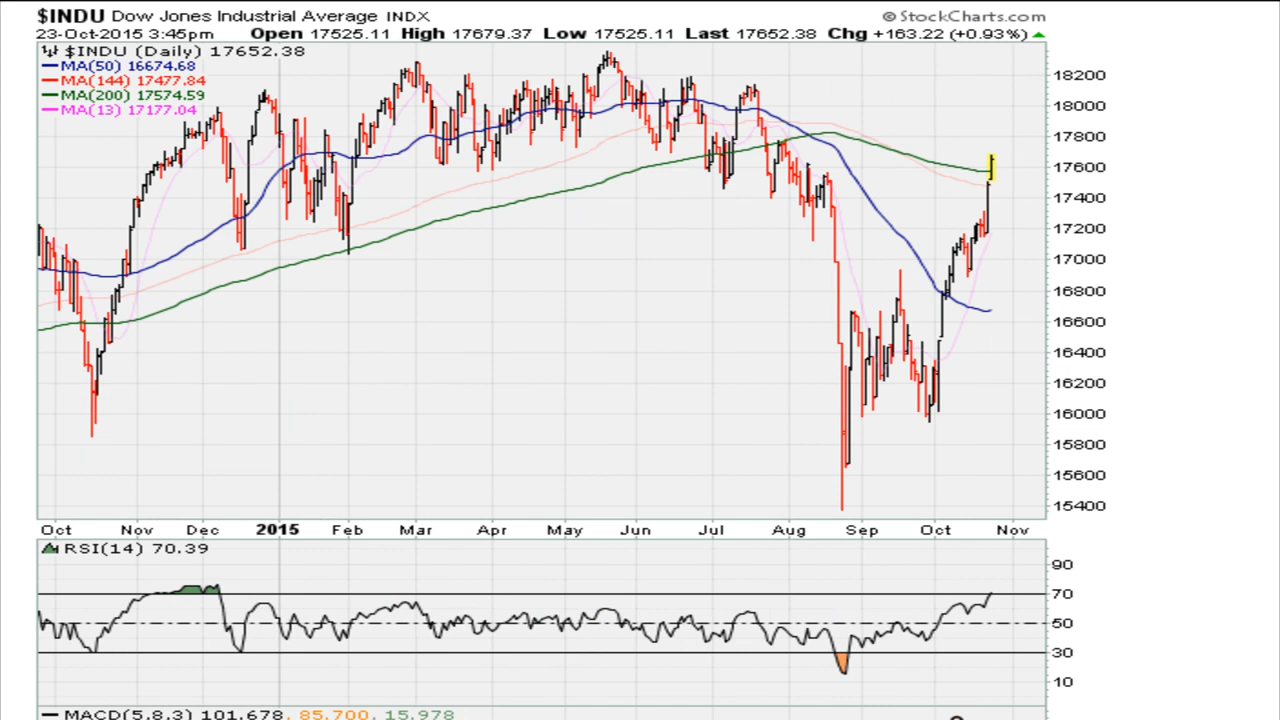 $INDU Dow Jones Industrial Average INDX © StockCharts.com
23-Oct-2015 3:45pm Open 17525.11 High 17679.37 Low 17525.11 Last 17652.38 Chg +163.22 (+0.93%)
$INDU (Daily) 17652.38
MA(50) 16674.68
MA(144) 17477.84
MA(200) 17574.59
MA(13) 17177.04
18200
18000
17800
17600
17400
17200
17000
16800
16600
16400
16200
16000
15800
15600
15400
Oct Nov Dec 2015 Feb Mar Apr May Jun Jul Aug Sep Oct Nov
RSI(14) 70.39
90
70
50
30
10
MACD(5,8,3) 101.678, 85.700, 15.978